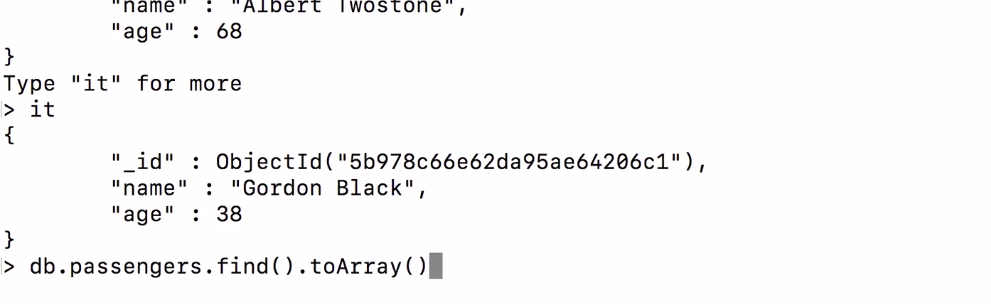 "name" : "Albert Twostone",
"age" : 68
}
Type "it" for more
> it
{
"_id" : ObjectId("5b978c66e62da95ae64206c1"),
"name" : "Gordon Black",
"age" : 38
}
> db.passengers.find().toArray()